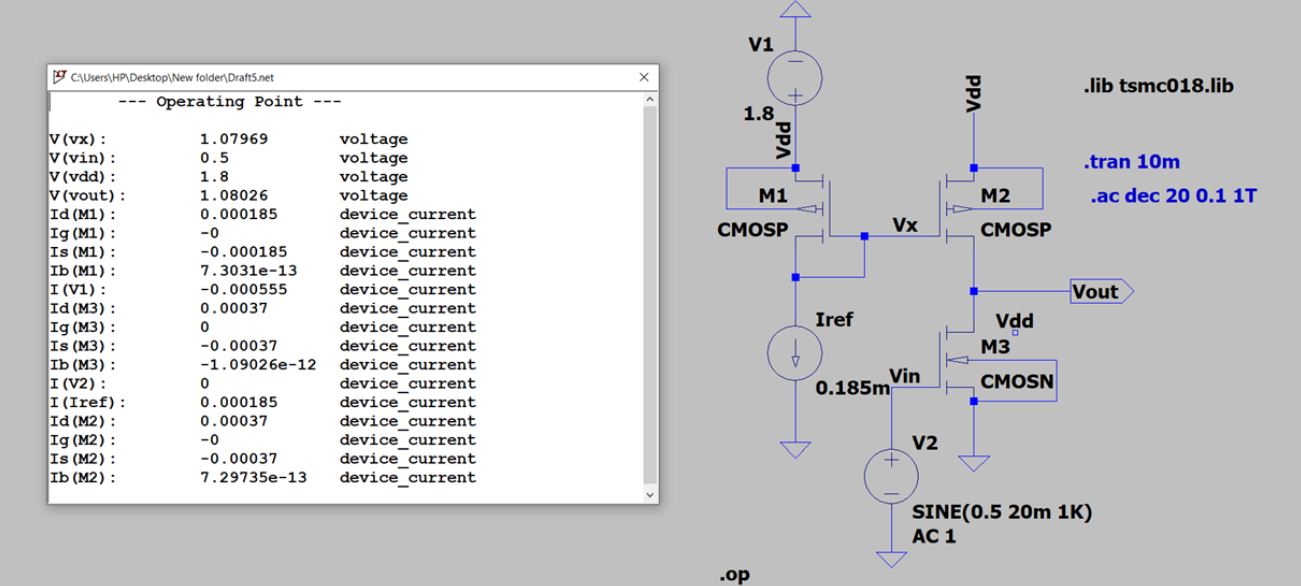 C:\Users\HP\Desktop\New folder\Draft5.net
--- Operating Point ---
V(vx): 1.07969 voltage
V(vin): 0.5 voltage
V(vdd): 1.8 voltage
V(vout): 1.08026 voltage
Id(M1): 0.000185 device_current
Ig(M1): -0 device_current
Is(M1): -0.000185 device_current
Ib(M1): 7.3031e-13 device_current
I(V1): -0.000555 device_current
Id(M3): 0.00037 device_current
Ig(M3): 0 device_current
Is(M3): -0.00037 device_current
Ib(M3): -1.09026e-12 device_current
I(V2): 0 device_current
I(Iref): 0.000185 device_current
Id(M2): 0.00037 device_current
Ig(M2): -0 device_current
Is(M2): -0.00037 device_current
Ib(M2): 7.29735e-13 device_current
V1
1.8
Vdd
Vdd
.lib tsmc018.lib
.tran 10m
.ac dec 20 0.1 1T
M1
CMOSP
Vx
M2
CMOSP
Vout
Iref
0.185m
Vdd
M3
CMOSN
Vin
V2
SINE(0.5 20m 1K)
AC 1
.op